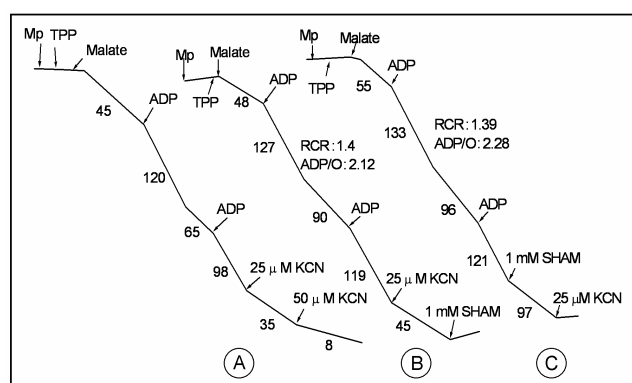 Mp
TPP
Malate
45
ADP
120
65
ADP
98
25 μ M KCN
50 μ M KCN
35
8
A
Mp
Malate
TPP
48
ADP
127
RCR : 1.4
ADP/O: 2.12
90
ADP
119
25 μ M KCN
45
1 mM SHAM
B
Mp
Malate
TPP
55
ADP
133
RCR : 1.39
ADP/O: 2.28
96
ADP
121
1 mM SHAM
97
25 μM KCN
C